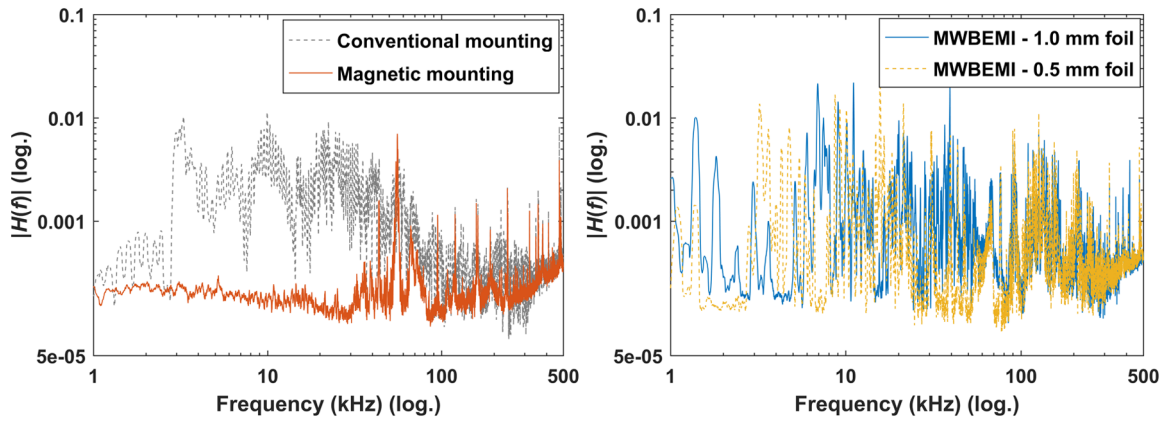 0.1
0.01
0.001
5e-05
|H(f)| (log.)
Conventional mounting
Magnetic mounting
1
10
100
500
Frequency (kHz) (log.)
0.1
0.01
0.001
5e-05
|H(f)| (log.)
MWBEMI - 1.0 mm foil
MWBEMI - 0.5 mm foil
1
10
100
500
Frequency (kHz) (log.)